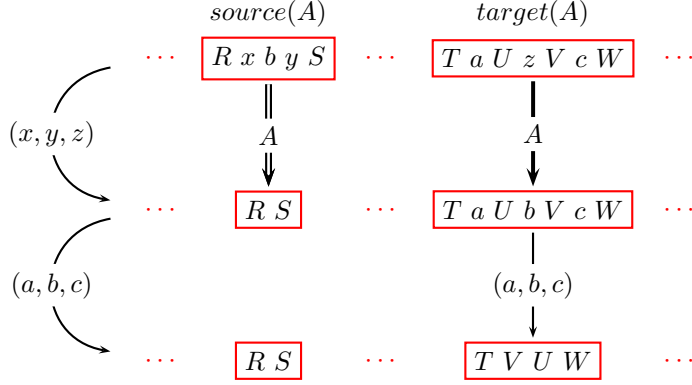 source(A) target(A)
⋯ R x b y S ⋯ T a U z V c W ⋯
(x, y, z) A A
⋯ R S ⋯ T a U b V c W ⋯
(a, b, c) (a, b, c)
⋯ R S ⋯ T V U W ⋯